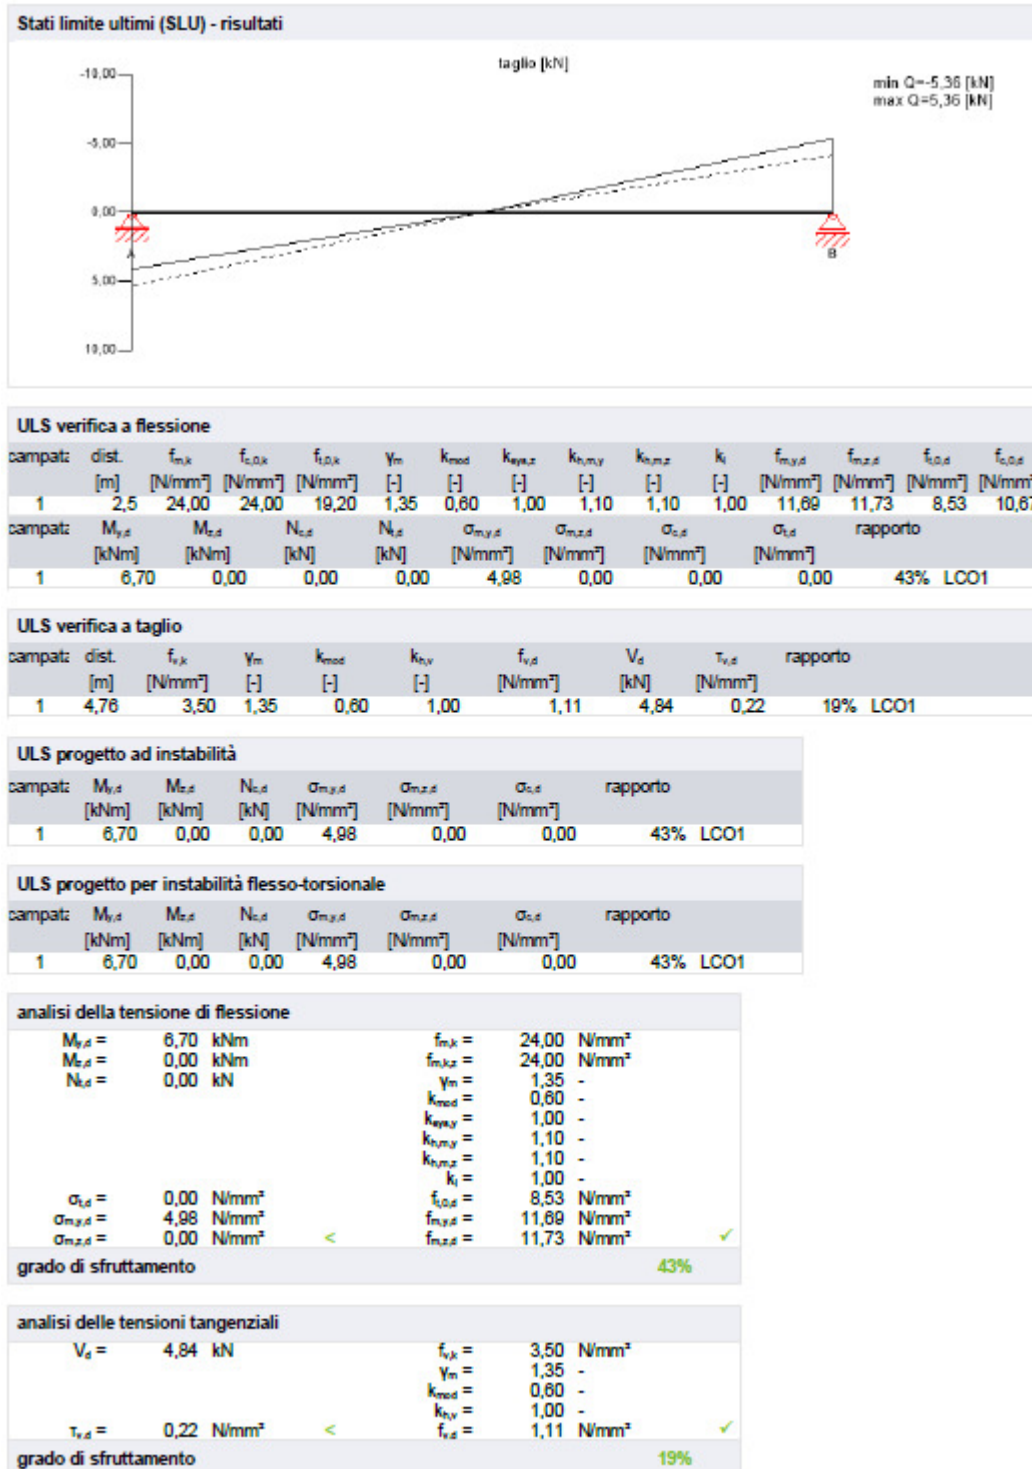 Stati limite ultimi (SLU) - risultati
taglio [kN]
min Q=-5,36 [kN]
max Q=5,36 [kN]
-10,00
-5,00
0,00
5,00
10,00
A
B
ULS verifica a flessione
campata dist. fm,k fc,0,k ft,0,k γm kmod ksys,z kh,m,y kh,m,z kl fm,y,d fm,z,d ft,0,d fc,0,d
[m] [N/mm²] [N/mm²] [N/mm²] [-] [-] [-] [-] [-] [-] [N/mm²] [N/mm²] [N/mm²] [N/mm²
1 2,5 24,00 24,00 19,20 1,35 0,60 1,00 1,10 1,10 1,00 11,69 11,73 8,53 10,67
campata My,d Mz,d Nc,d Nt,d σm,y,d σm,z,d σc,d σt,d rapporto
[kNm] [kNm] [kN] [kN] [N/mm²] [N/mm²] [N/mm²] [N/mm²]
1 6,70 0,00 0,00 0,00 4,98 0,00 0,00 0,00 43% LCO1
ULS verifica a taglio
campata dist. fv,k γm kmod kh,v fv,d Vd τv,d rapporto
[m] [N/mm²] [-] [-] [-] [N/mm²] [kN] [N/mm²]
1 4,76 3,50 1,35 0,60 1,00 1,11 4,84 0,22 19% LCO1
ULS progetto ad instabilità
campata My,d Mz,d Nc,d σm,y,d σm,z,d σc,d rapporto
[kNm] [kNm] [kN] [N/mm²] [N/mm²] [N/mm²]
1 6,70 0,00 0,00 4,98 0,00 0,00 43% LCO1
ULS progetto per instabilità flesso-torsionale
campata My,d Mz,d Nc,d σm,y,d σm,z,d σc,d rapporto
[kNm] [kNm] [kN] [N/mm²] [N/mm²] [N/mm²]
1 6,70 0,00 0,00 4,98 0,00 0,00 43% LCO1
analisi della tensione di flessione
My,d = 6,70 kNm fm,k = 24,00 N/mm²
Mz,d = 0,00 kNm fm,k,z = 24,00 N/mm²
Nt,d = 0,00 kN γm = 1,35 -
kmod = 0,60 -
ksys,y = 1,00 -
kh,m,y = 1,10 -
kh,m,z = 1,10 -
kl = 1,00 -
σt,d = 0,00 N/mm² ft,0,d = 8,53 N/mm²
σm,y,d = 4,98 N/mm² fm,y,d = 11,69 N/mm²
σm,z,d = 0,00 N/mm² < fm,z,d = 11,73 N/mm² ✓
grado di sfruttamento 43%
analisi delle tensioni tangenziali
Vd = 4,84 kN fv,k = 3,50 N/mm²
γm = 1,35 -
kmod = 0,60 -
kh,v = 1,00 -
τv,d = 0,22 N/mm² < fv,d = 1,11 N/mm² ✓
grado di sfruttamento 19%